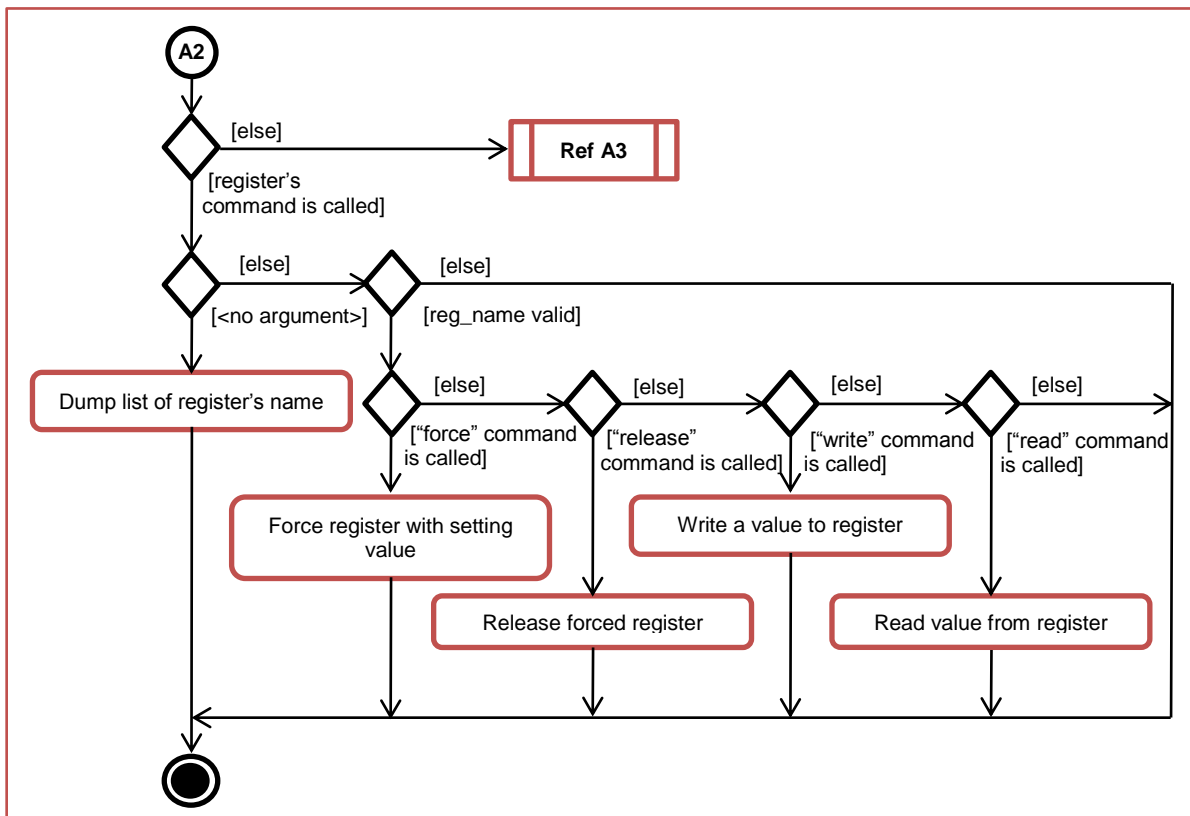 A2
[else]
Ref A3
[register’s
command is called]
[else]
[else]
[<no argument>]
[reg_name valid]
Dump list of register’s name
[else]
[else]
[else]
[else]
[“force” command
is called]
[“release”
command is called]
[“write” command
is called]
[“read” command
is called]
Force register with setting
value
Write a value to register
Release forced register
Read value from register